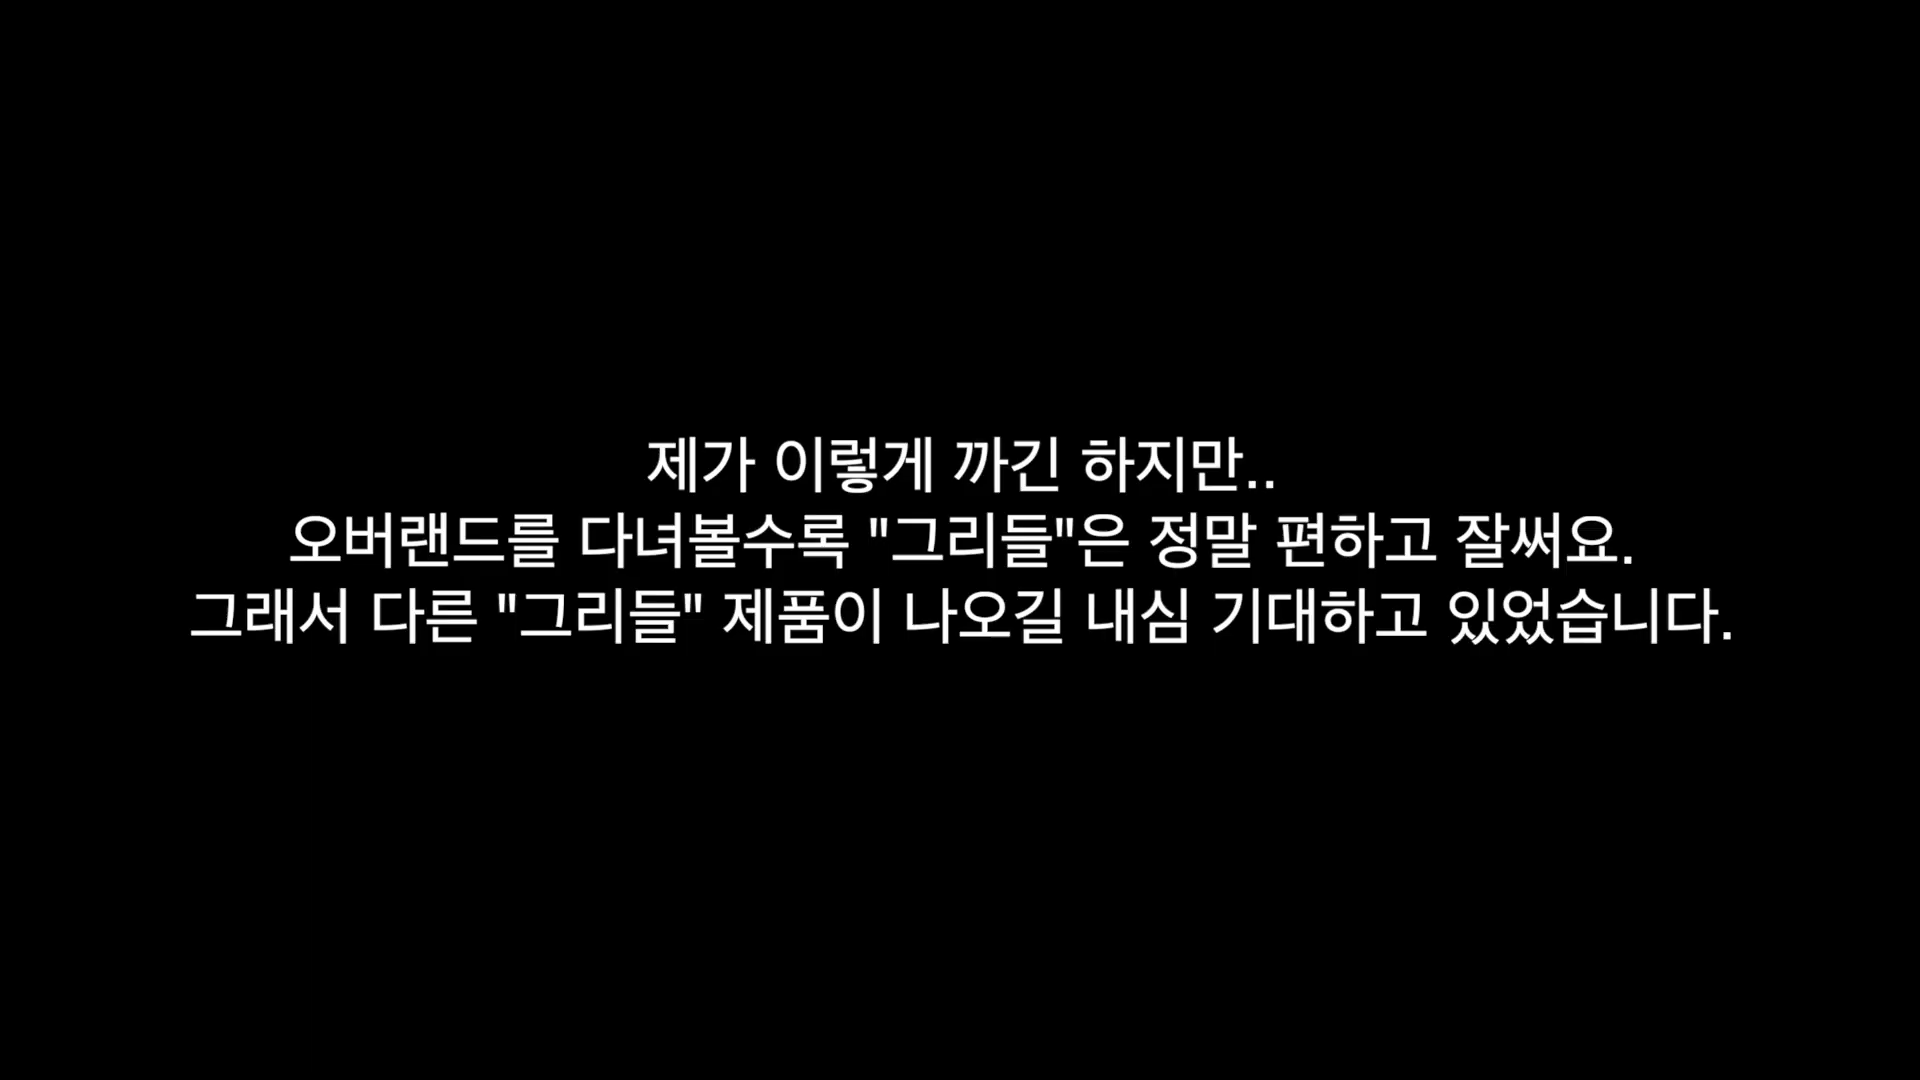 제가 이렇게 까긴 하지만..
오버랜드를 다녀볼수록 "그리들"은 정말 편하고 잘써요.
그래서 다른 "그리들" 제품이 나오길 내심 기대하고 있었습니다.